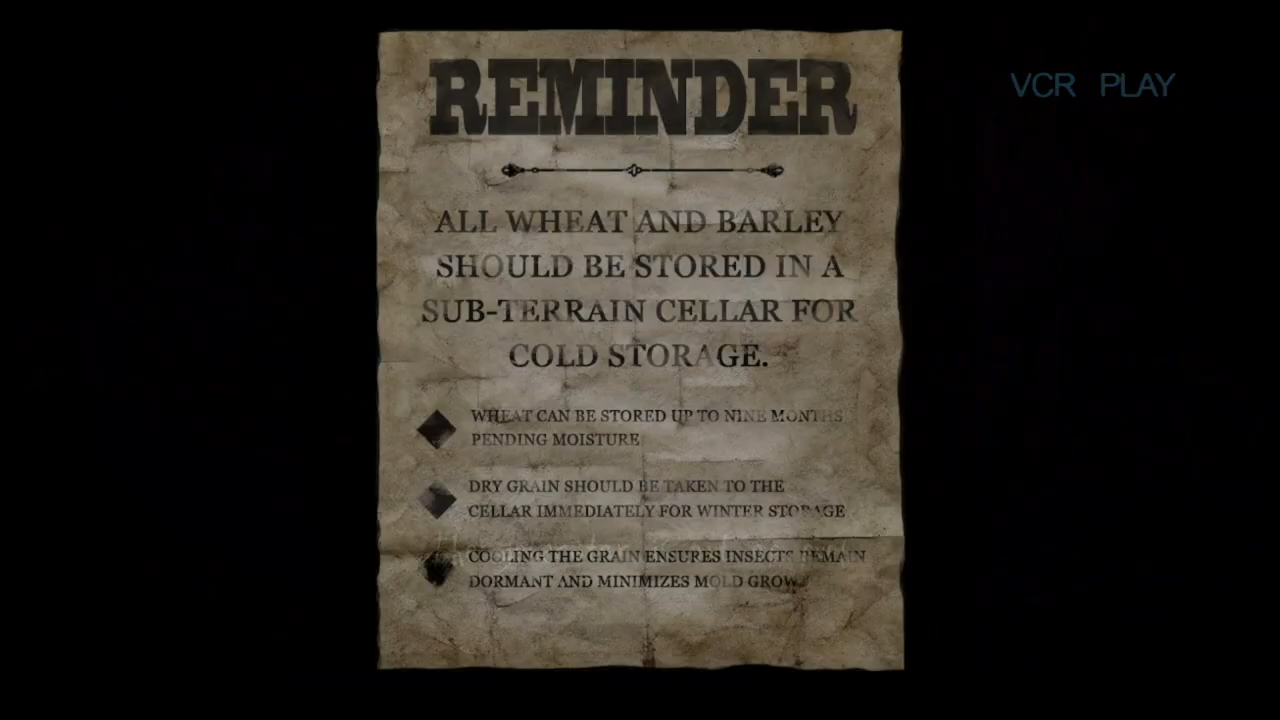 REMINDER
VCR PLAY
ALL WHEAT AND BARLEY
SHOULD BE STORED IN A
SUB-TERRAIN CELLAR FOR
COLD STORAGE.
WHEAT CAN BE STORED UP TO NINE MONTHS
PENDING MOISTURE
DRY GRAIN SHOULD BE TAKEN TO THE
CELLAR IMMEDIATELY FOR WINTER STORAGE
COOLING THE GRAIN ENSURES INSECTS REMAIN
DORMANT AND MINIMIZES MOLD